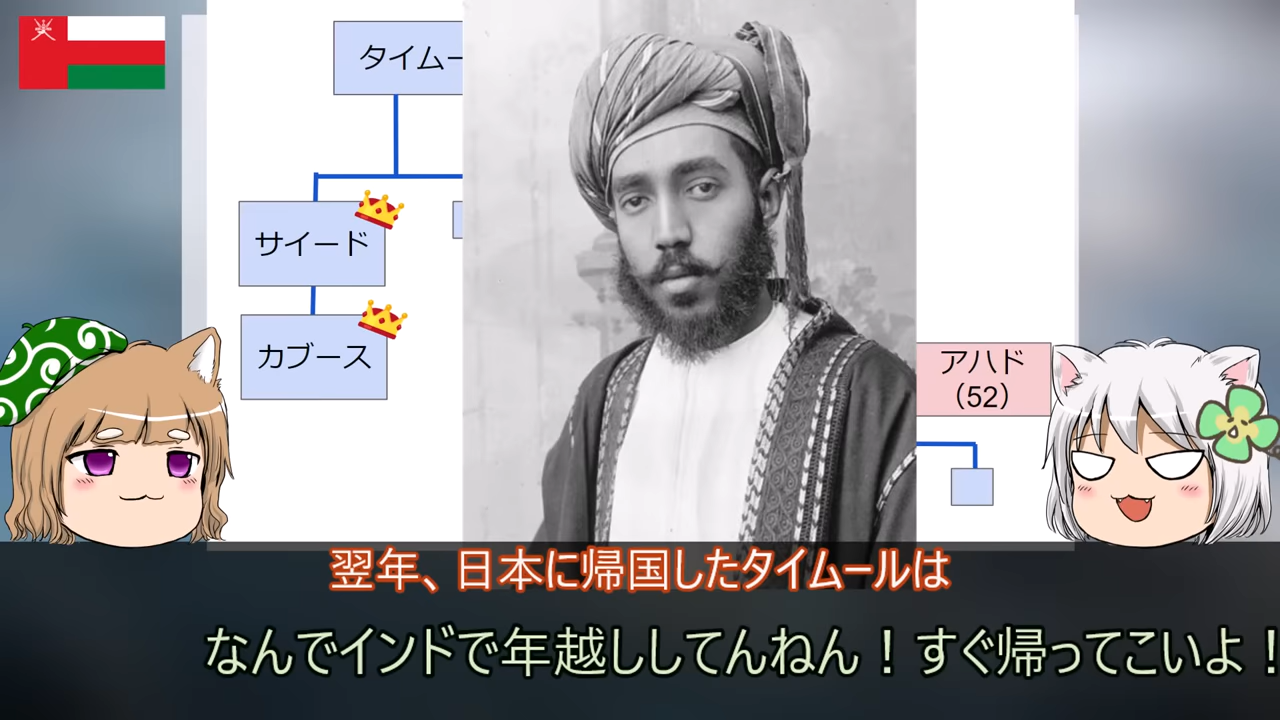 タイムー
サイード
カブース
アハド
（52）
翌年、日本に帰国したタイムールは
なんでインドで年越ししてんねん！すぐ帰ってこいよ！